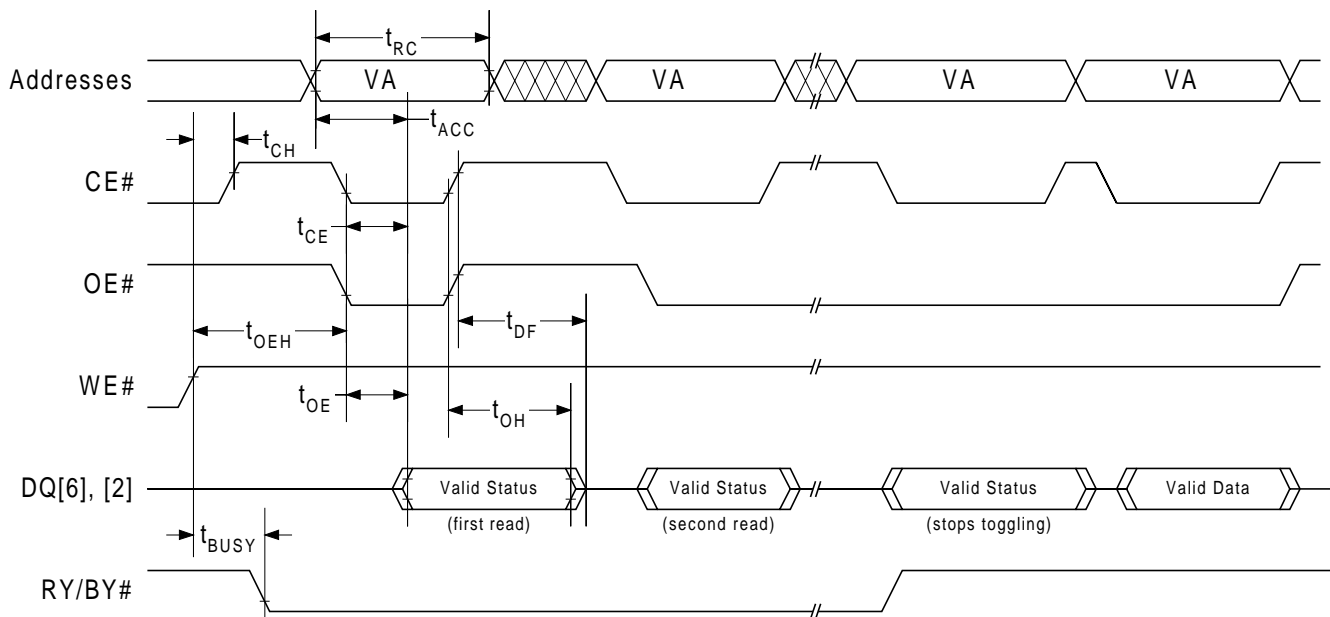 t_RC
Addresses VA VA VA VA
t_ACC
t_CH
CE#
t_CE
OE#
t_OEH t_DF
WE#
t_OE t_OH
DQ[6], [2] Valid Status Valid Status Valid Status Valid Data
(first read) (second read) (stops toggling)
t_BUSY
RY/BY#